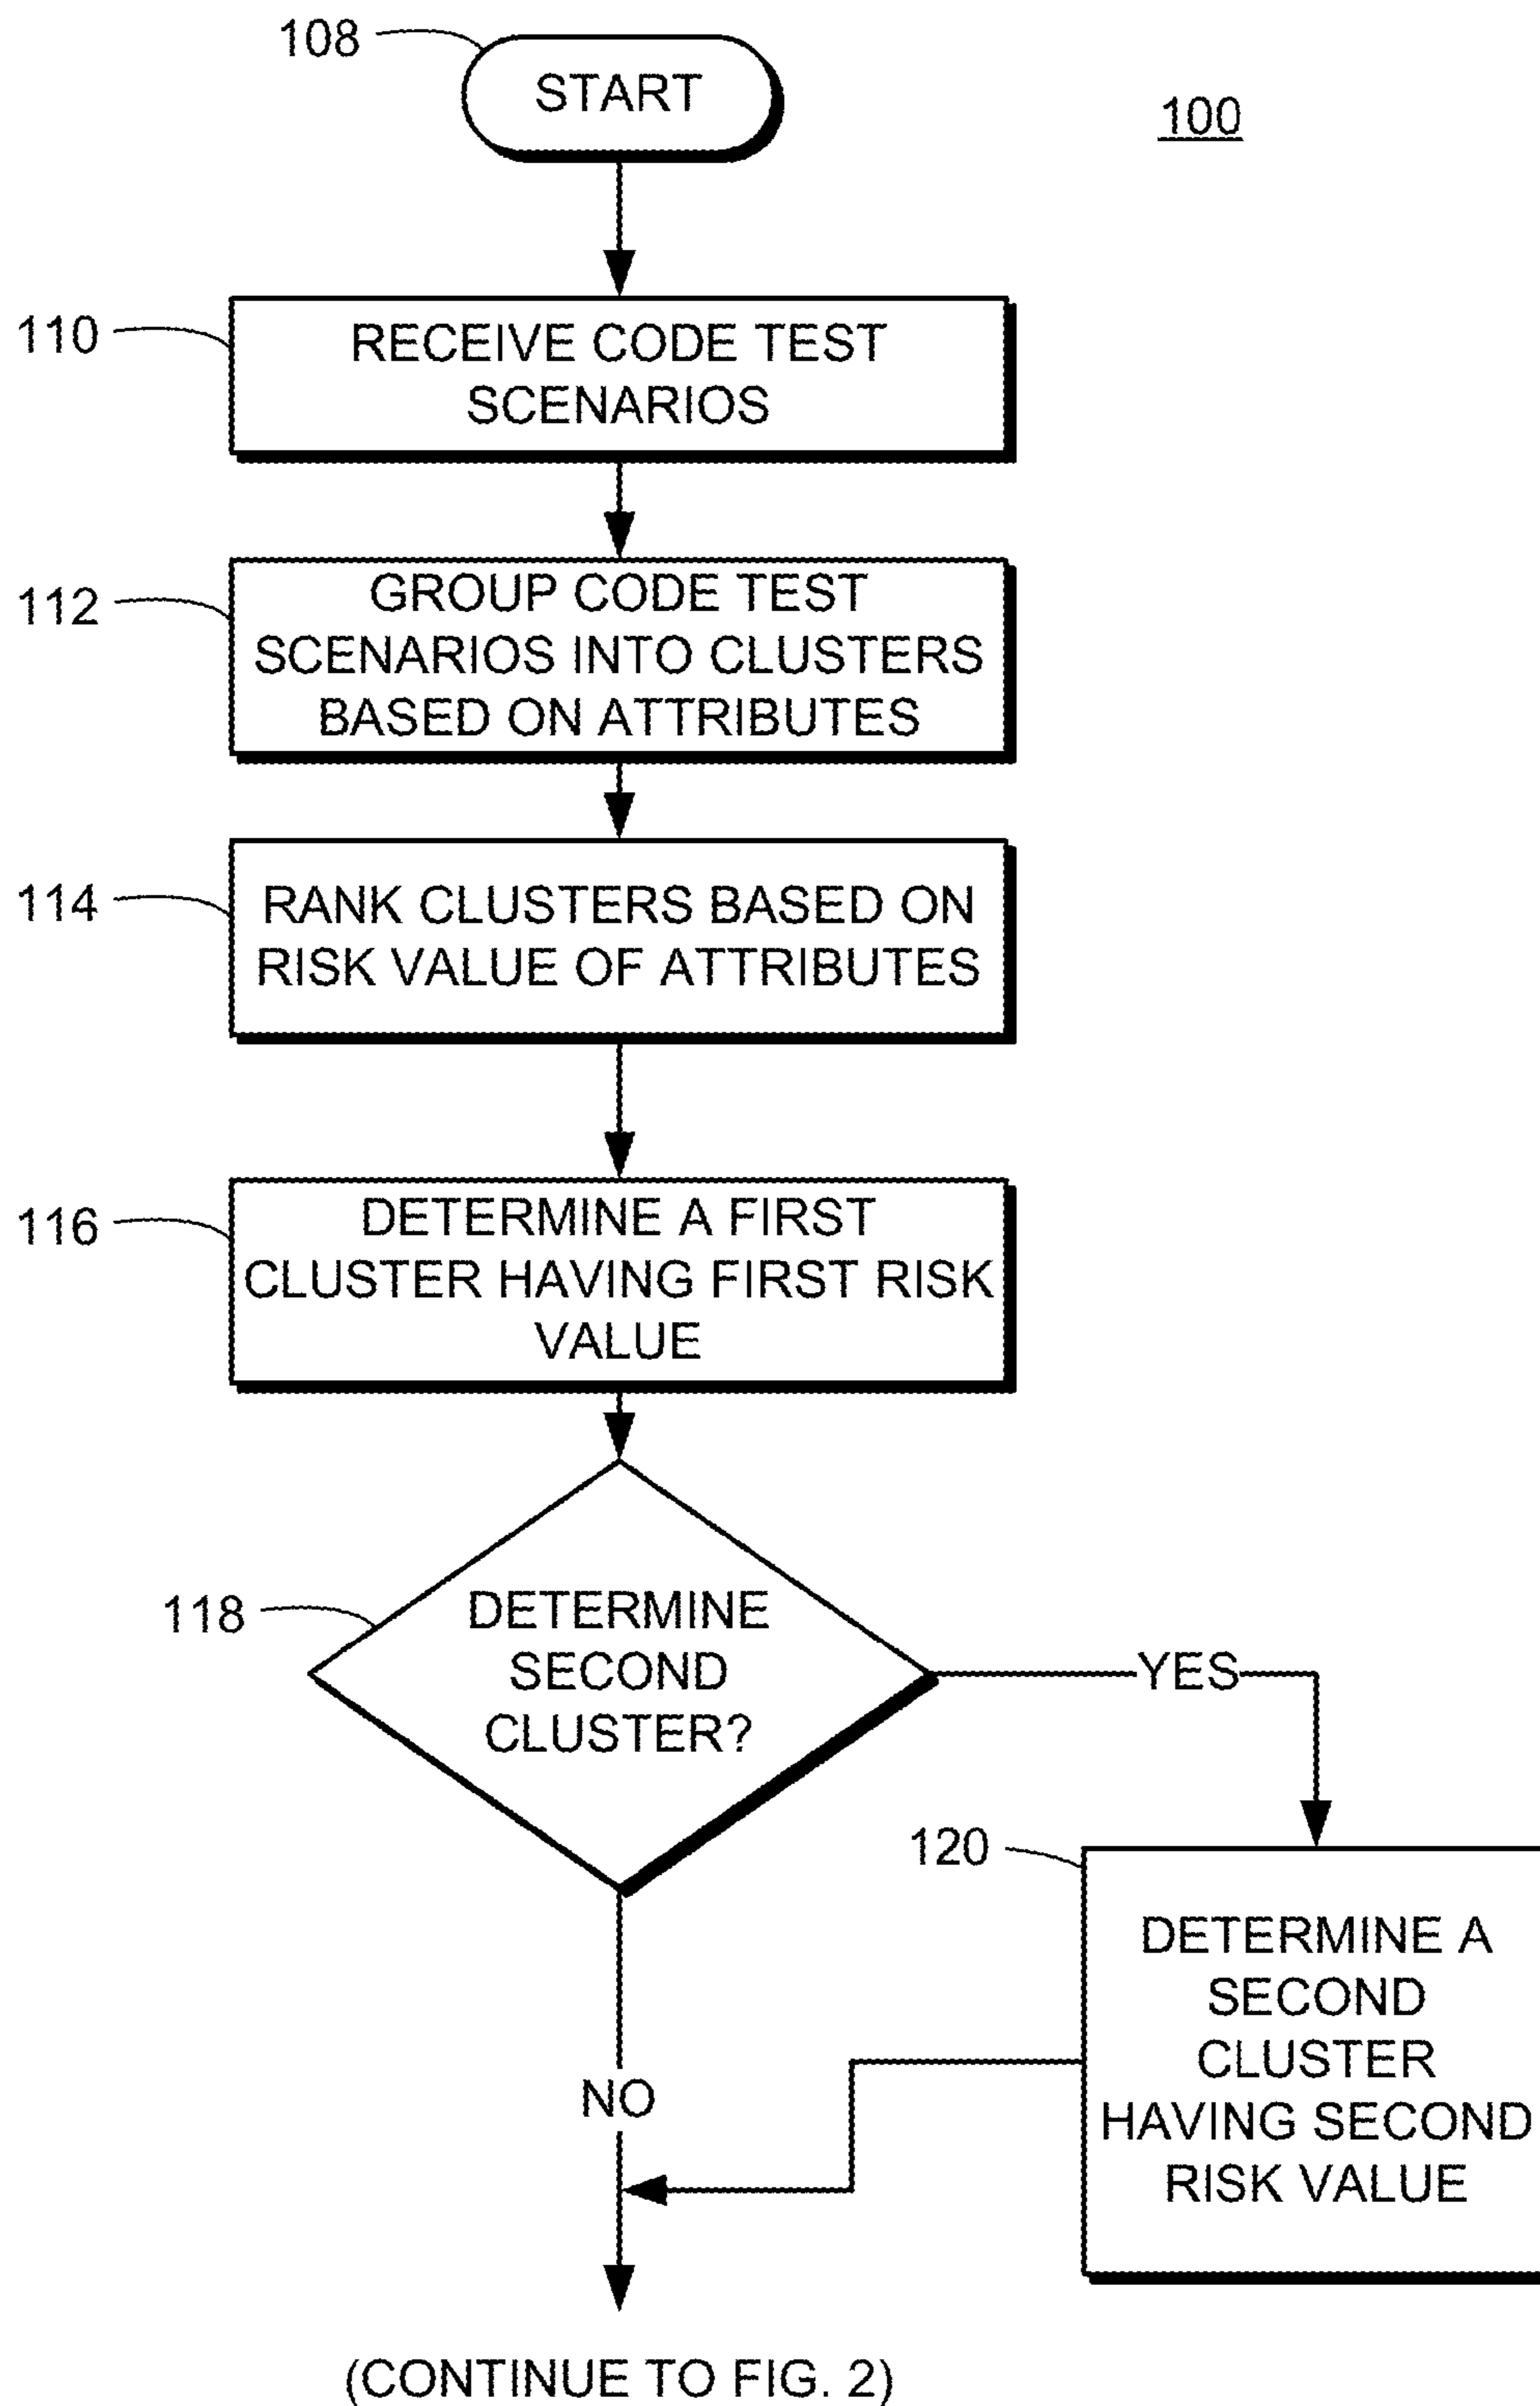 108
START
100
110
RECEIVE CODE TEST
SCENARIOS
112
GROUP CODE TEST
SCENARIOS INTO CLUSTERS
BASED ON ATTRIBUTES
114
RANK CLUSTERS BASED ON
RISK VALUE OF ATTRIBUTES
116
DETERMINE A FIRST
CLUSTER HAVING FIRST RISK
VALUE
118
DETERMINE
SECOND
CLUSTER?
YES
120
DETERMINE A
SECOND
CLUSTER
HAVING SECOND
RISK VALUE
NO
(CONTINUE TO FIG. 2)